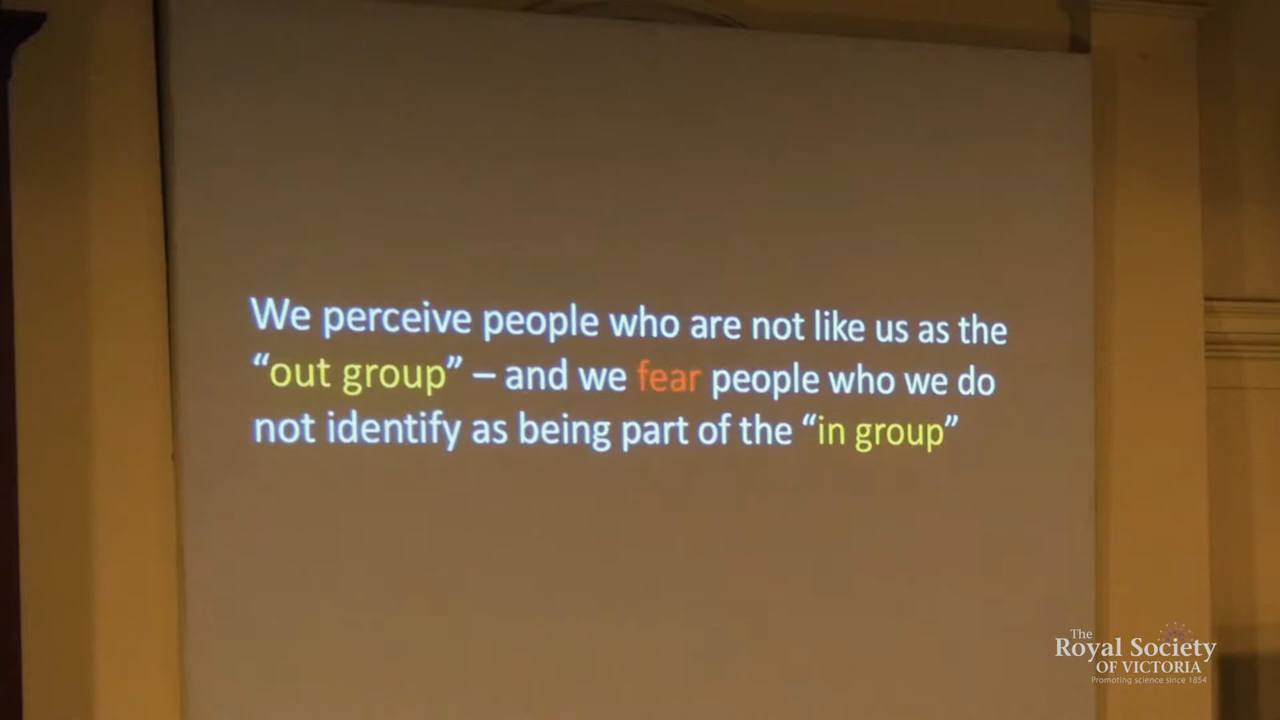 We perceive people who are not like us as the
“out group” – and we fear people who we do
not identify as being part of the “in group”
The
Royal Society
OF VICTORIA
Promoting science since 1854